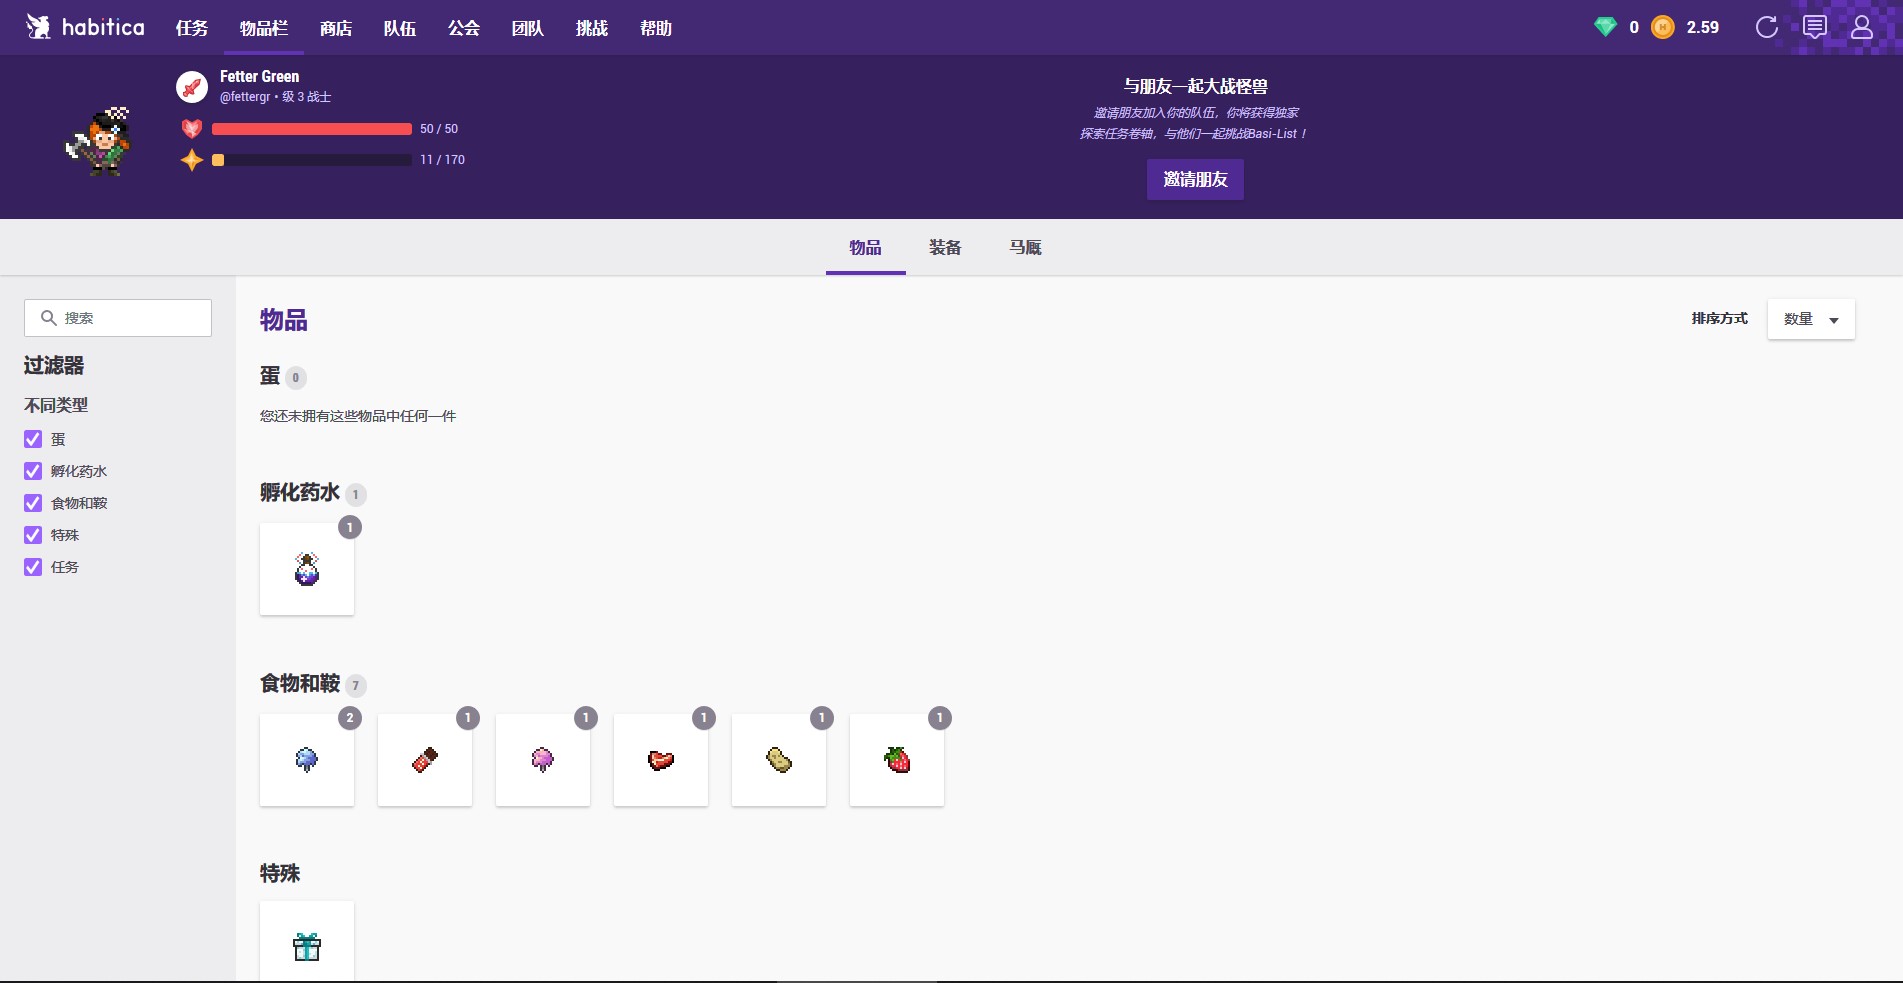 habitica 任务 物品栏 商店 队伍 公会 团队 挑战 帮助 0 2.59
Fetter Green
@fettergr • 级 3 战士
50 / 50
11 / 170
与朋友一起大战怪兽
邀请朋友加入你的队伍，你将获得独家
探索任务卷轴，与他们一起挑战Basi-List！
邀请朋友
物品 装备 马厩
搜索
过滤器
不同类型
蛋
孵化药水
食物和鞍
特殊
任务
物品
排序方式 数量
蛋 0
您还未拥有这些物品中任何一件
孵化药水 1
1
食物和鞍 7
2 1 1 1 1 1
特殊